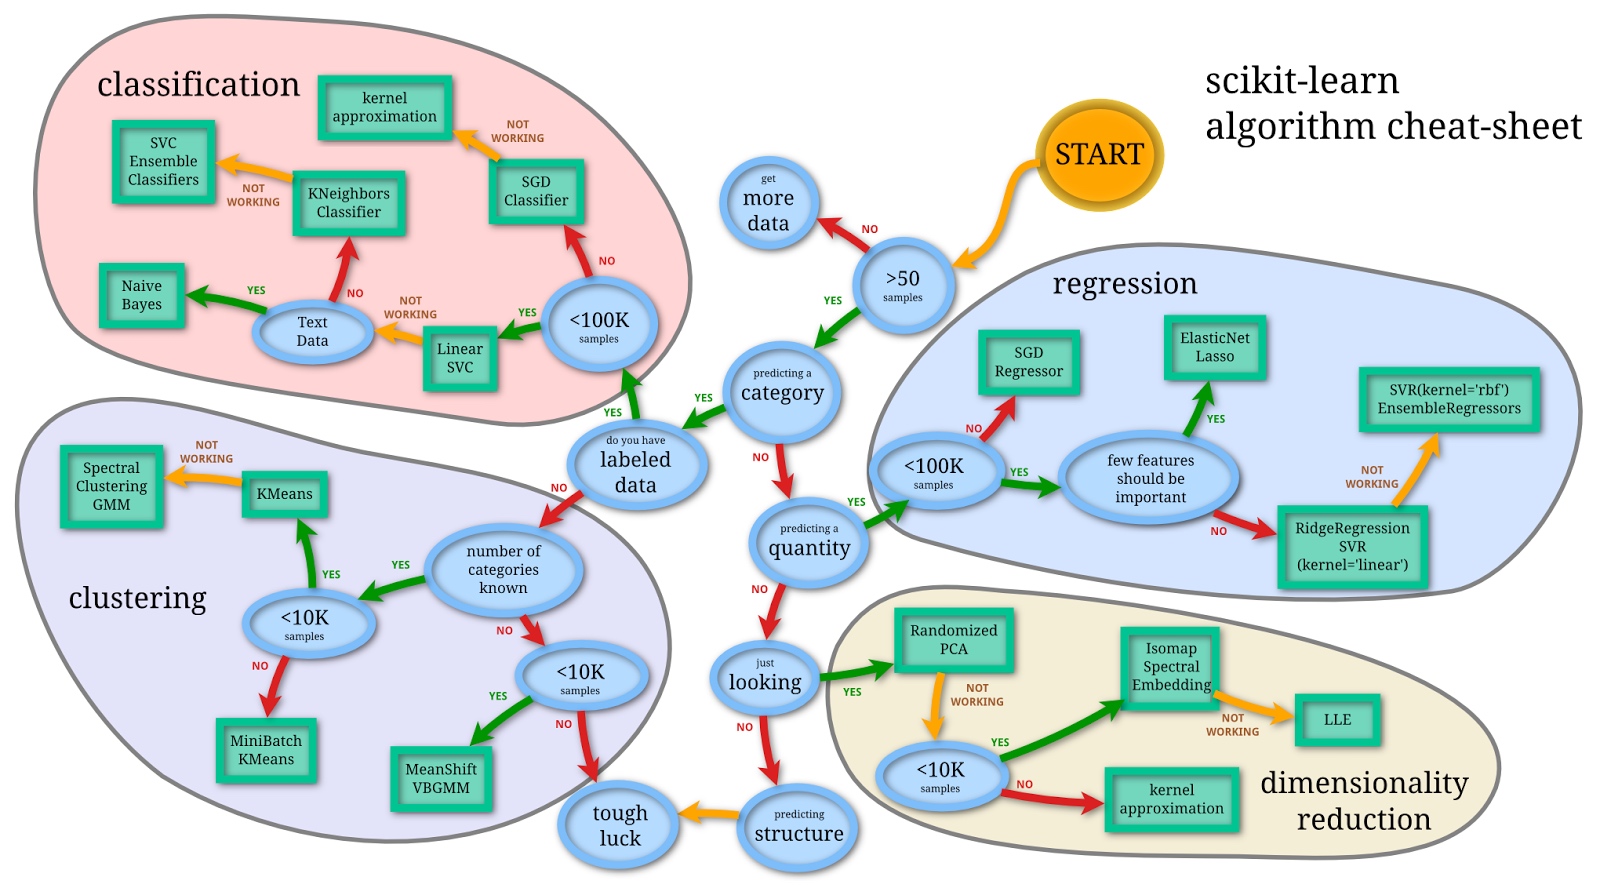 scikit-learn
algorithm cheat-sheet
START
classification
kernel
approximation
NOT
WORKING
SVC
Ensemble
Classifiers
NOT
WORKING
KNeighbors
Classifier
SGD
Classifier
NO
Naive
Bayes
YES
NO
Text
Data
NOT
WORKING
Linear
SVC
YES
<100K
samples
YES
get
more
data
NO
>50
samples
YES
predicting a
category
YES
do you have
labeled
data
NO
NO
predicting a
quantity
YES
NO
just
looking
YES
NO
predicting
structure
tough
luck
regression
SGD
Regressor
NO
<100K
samples
YES
ElasticNet
Lasso
YES
few features
should be
important
NO
SVR(kernel='rbf')
EnsembleRegressors
NOT
WORKING
RidgeRegression
SVR
(kernel='linear')
clustering
Spectral
Clustering
GMM
NOT
WORKING
KMeans
YES
<10K
samples
YES
number of
categories
known
NO
NO
MiniBatch
KMeans
<10K
samples
YES
NO
MeanShift
VBGMM
dimensionality
reduction
Randomized
PCA
NOT
WORKING
<10K
samples
YES
NO
Isomap
Spectral
Embedding
NOT
WORKING
LLE
kernel
approximation